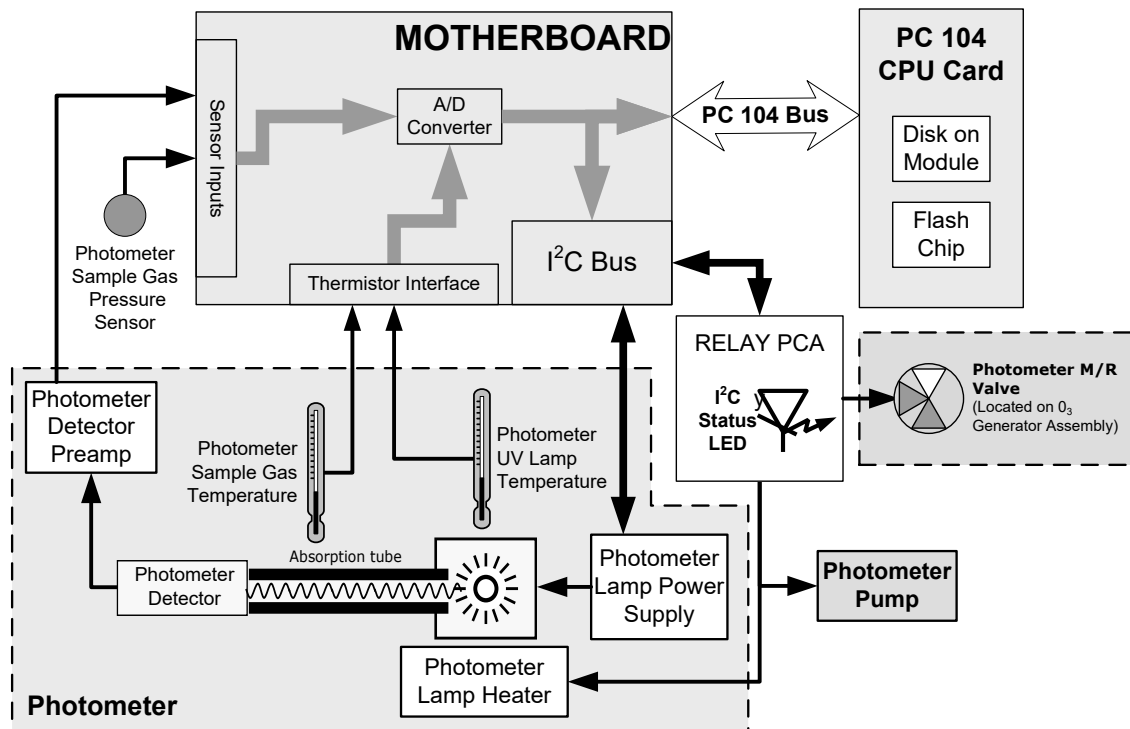 MOTHERBOARD
PC 104
CPU Card
Disk on
Module
Flash
Chip
PC 104 Bus
Sensor Inputs
A/D
Converter
Thermistor Interface
I²C Bus
Photometer
Sample Gas
Pressure
Sensor
RELAY PCA
I²C y
Status
LED
Photometer M/R
Valve
(Located on 0₃
Generator Assembly)
Photometer
Detector
Preamp
Photometer
Sample Gas
Temperature
Photometer
UV Lamp
Temperature
Absorption tube
Photometer
Detector
Photometer
Lamp Power
Supply
Photometer
Pump
Photometer
Lamp Heater
Photometer